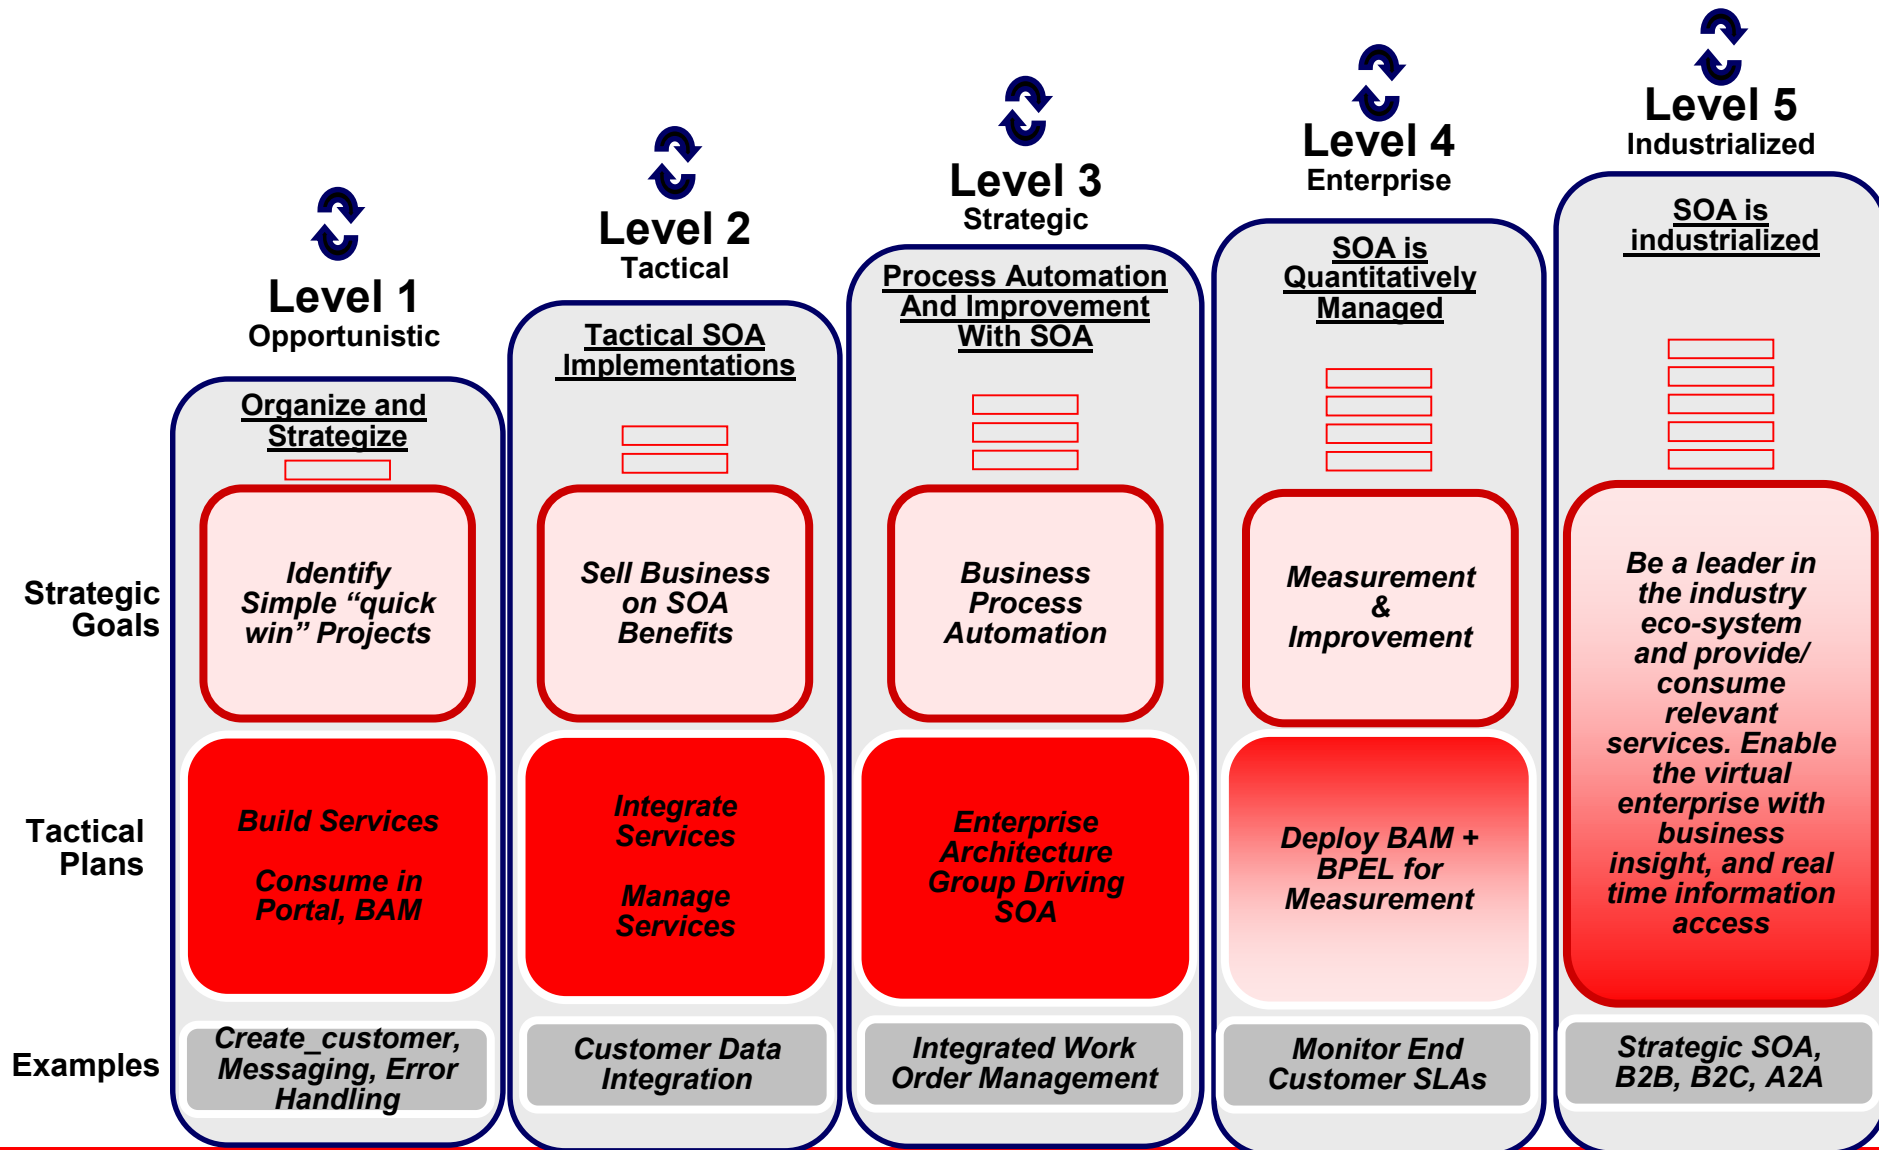 Level 1
Opportunistic
Organize and
Strategize
Level 2
Tactical
Tactical SOA
Implementations
Level 3
Strategic
Process Automation
And Improvement
With SOA
Level 4
Enterprise
SOA is
Quantitatively
Managed
Level 5
Industrialized
SOA is
industrialized
Strategic
Goals
Identify
Simple “quick
win” Projects
Sell Business
on SOA
Benefits
Business
Process
Automation
Measurement
&
Improvement
Be a leader in
the industry
eco-system
and provide/
consume
relevant
services. Enable
the virtual
enterprise with
business
insight, and real
time information
access
Tactical
Plans
Build Services
Consume in
Portal, BAM
Integrate
Services
Manage
Services
Enterprise
Architecture
Group Driving
SOA
Deploy BAM +
BPEL for
Measurement
Examples
Create_customer,
Messaging, Error
Handling
Customer Data
Integration
Integrated Work
Order Management
Monitor End
Customer SLAs
Strategic SOA,
B2B, B2C, A2A